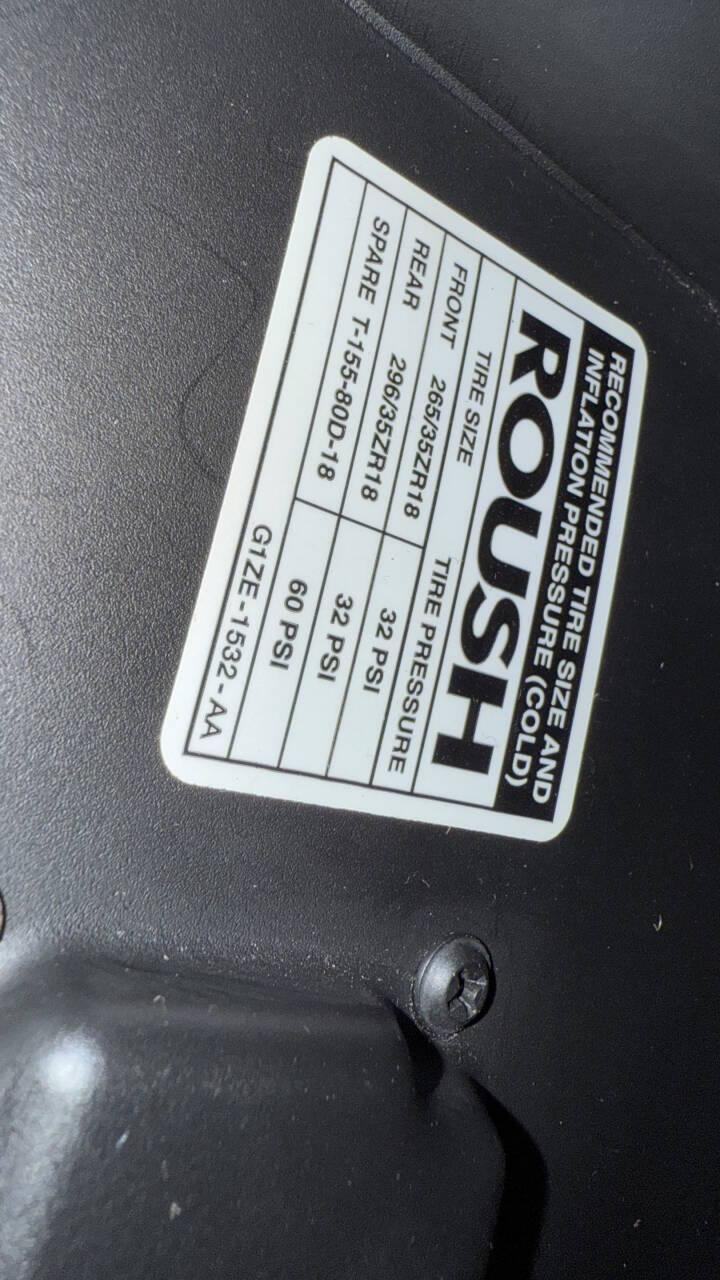 RECOMMENDED TIRE SIZE AND
INFLATION PRESSURE (COLD)
ROUSH
TIRE SIZE TIRE PRESSURE
FRONT 265/35ZR18 32 PSI
REAR 296/35ZR18 32 PSI
SPARE T-155-80D-18 60 PSI
G1ZE-1532-AA